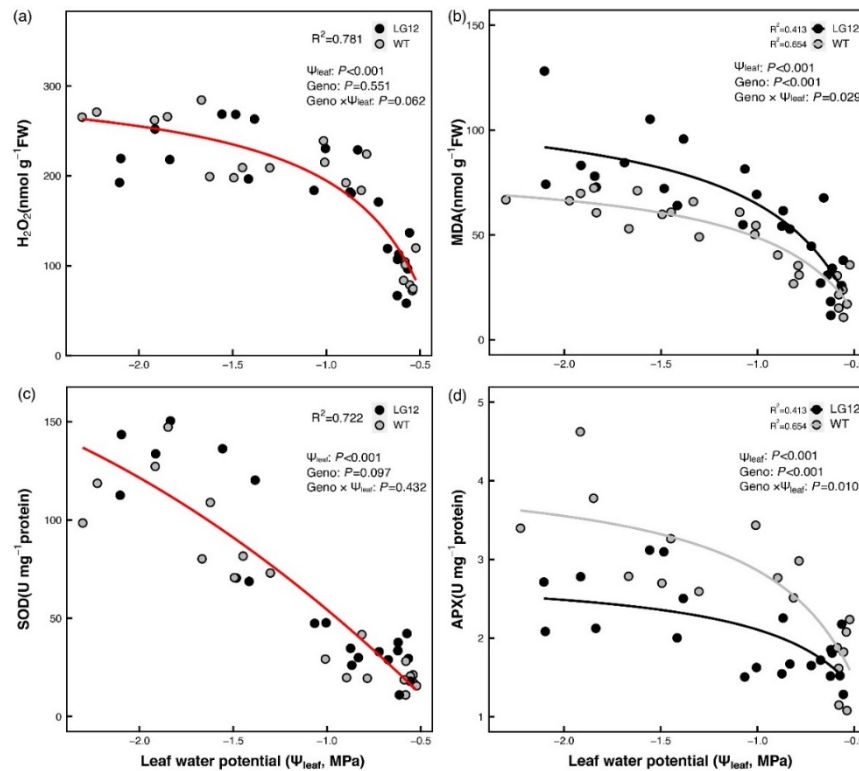 (a)
LG12
R²=0.781
WT
Ψleaf: P<0.001
Geno: P=0.551
Geno ×Ψleaf: P=0.062
300
200
100
0
H₂O₂(nmol g⁻¹FW)
−2.0 −1.5 −1.0 −0.5
(b)
R²=0.413 LG12
R²=0.654 WT
Ψleaf: P<0.001
Geno: P<0.001
Geno × Ψleaf: P=0.029
150
100
50
0
MDA(nmol g⁻¹FW)
−2.0 −1.5 −1.0 −0.5
(c)
LG12
R²=0.722
WT
Ψleaf: P<0.001
Geno: P=0.097
Geno × Ψleaf: P=0.432
150
100
50
0
SOD(U mg⁻¹protein)
−2.0 −1.5 −1.0 −0.5
Leaf water potential (Ψleaf, MPa)
(d)
R²=0.413 LG12
R²=0.654 WT
Ψleaf: P<0.001
Geno: P<0.001
Geno ×Ψleaf: P=0.010
5
4
3
2
1
APX(U mg⁻¹protein)
−2.0 −1.5 −1.0 −0.5
Leaf water potential (Ψleaf, MPa)